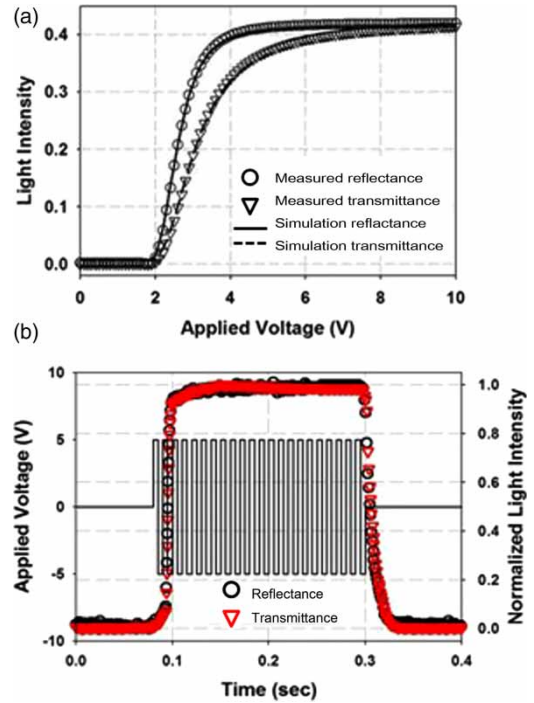 (a)
0.4
0.3
0.2
0.1
0.0
Light Intensity
Measured reflectance
Measured transmittance
Simulation reflactance
Simulation transmittance
0 2 4 6 8 10
Applied Voltage (V)
(b)
10
5
0
-5
-10
Applied Voltage (V)
1.0
0.8
0.6
0.4
0.2
0.0
Normalized Light Intensity
Reflectance
Transmittance
0.0 0.1 0.2 0.3 0.4
Time (sec)